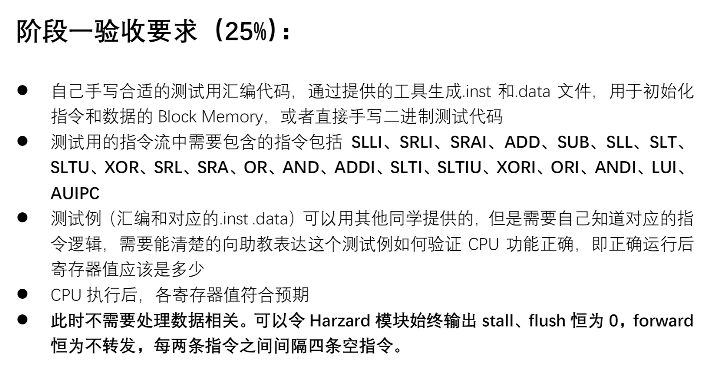 阶段一验收要求（25%）：
● 自己手写合适的测试用汇编代码，通过提供的工具生成.inst 和.data 文件，用于初始化
指令和数据的 Block Memory，或者直接手写二进制测试代码
● 测试用的指令流中需要包含的指令包括 SLLI、SRLI、SRAI、ADD、SUB、SLL、SLT、
SLTU、XOR、SRL、SRA、OR、AND、ADDI、SLTI、SLTIU、XORI、ORI、ANDI、LUI、
AUIPC
● 测试例（汇编和对应的.inst .data）可以用其他同学提供的，但是需要自己知道对应的指
令逻辑，需要能清楚的向助教表达这个测试例如何验证 CPU 功能正确，即正确运行后
寄存器值应该是多少
● CPU 执行后，各寄存器值符合预期
● 此时不需要处理数据相关。可以令 Harzard 模块始终输出 stall、flush 恒为 0，forward
恒为不转发，每两条指令之间间隔四条空指令。